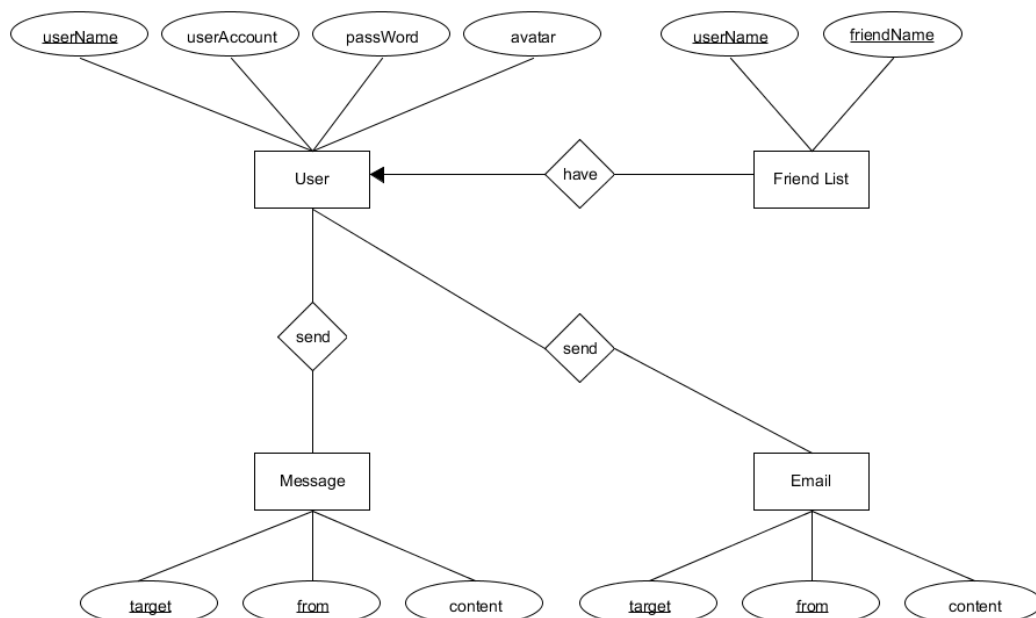 userName
userAccount
passWord
avatar
userName
friendName
User
have
Friend List
send
send
Message
Email
target
from
content
target
from
content